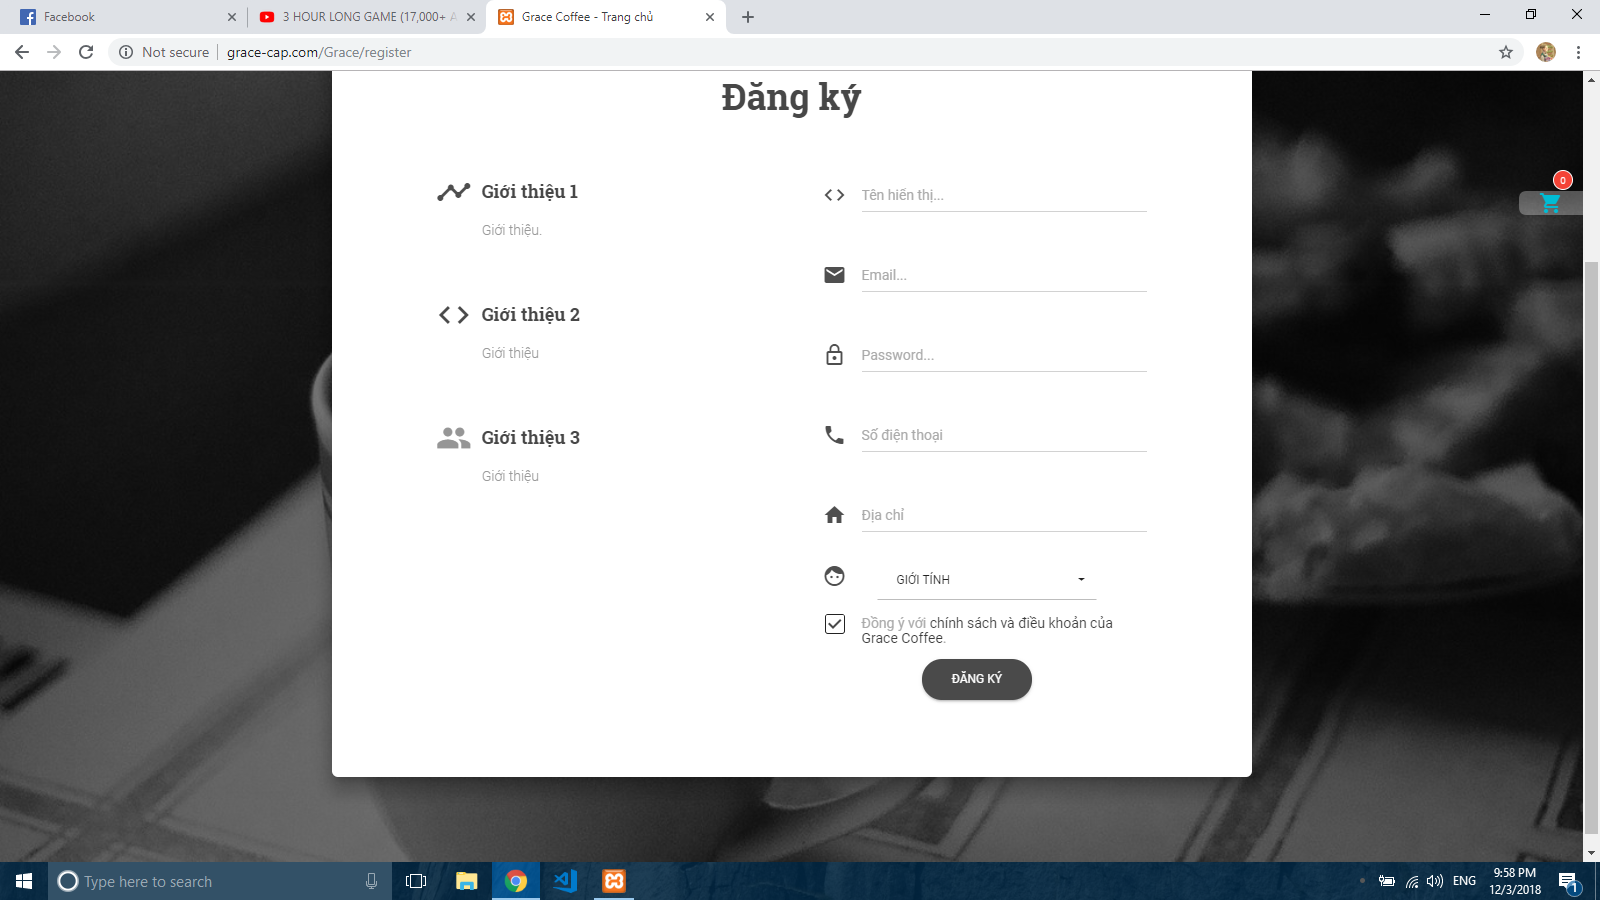 Facebook
3 HOUR LONG GAME (17,000+ A
Grace Coffee - Trang chủ
Not secure
grace-cap.com/Grace/register
Đăng ký
0
Giới thiệu 1
Giới thiệu.
Giới thiệu 2
Giới thiệu
Giới thiệu 3
Giới thiệu
Tên hiển thị...
Email...
Password...
Số điện thoại
Địa chỉ
GIỚI TÍNH
Đồng ý với chính sách và điều khoản của
Grace Coffee.
ĐĂNG KÝ
Type here to search
ENG
9:58 PM
12/3/2018
1